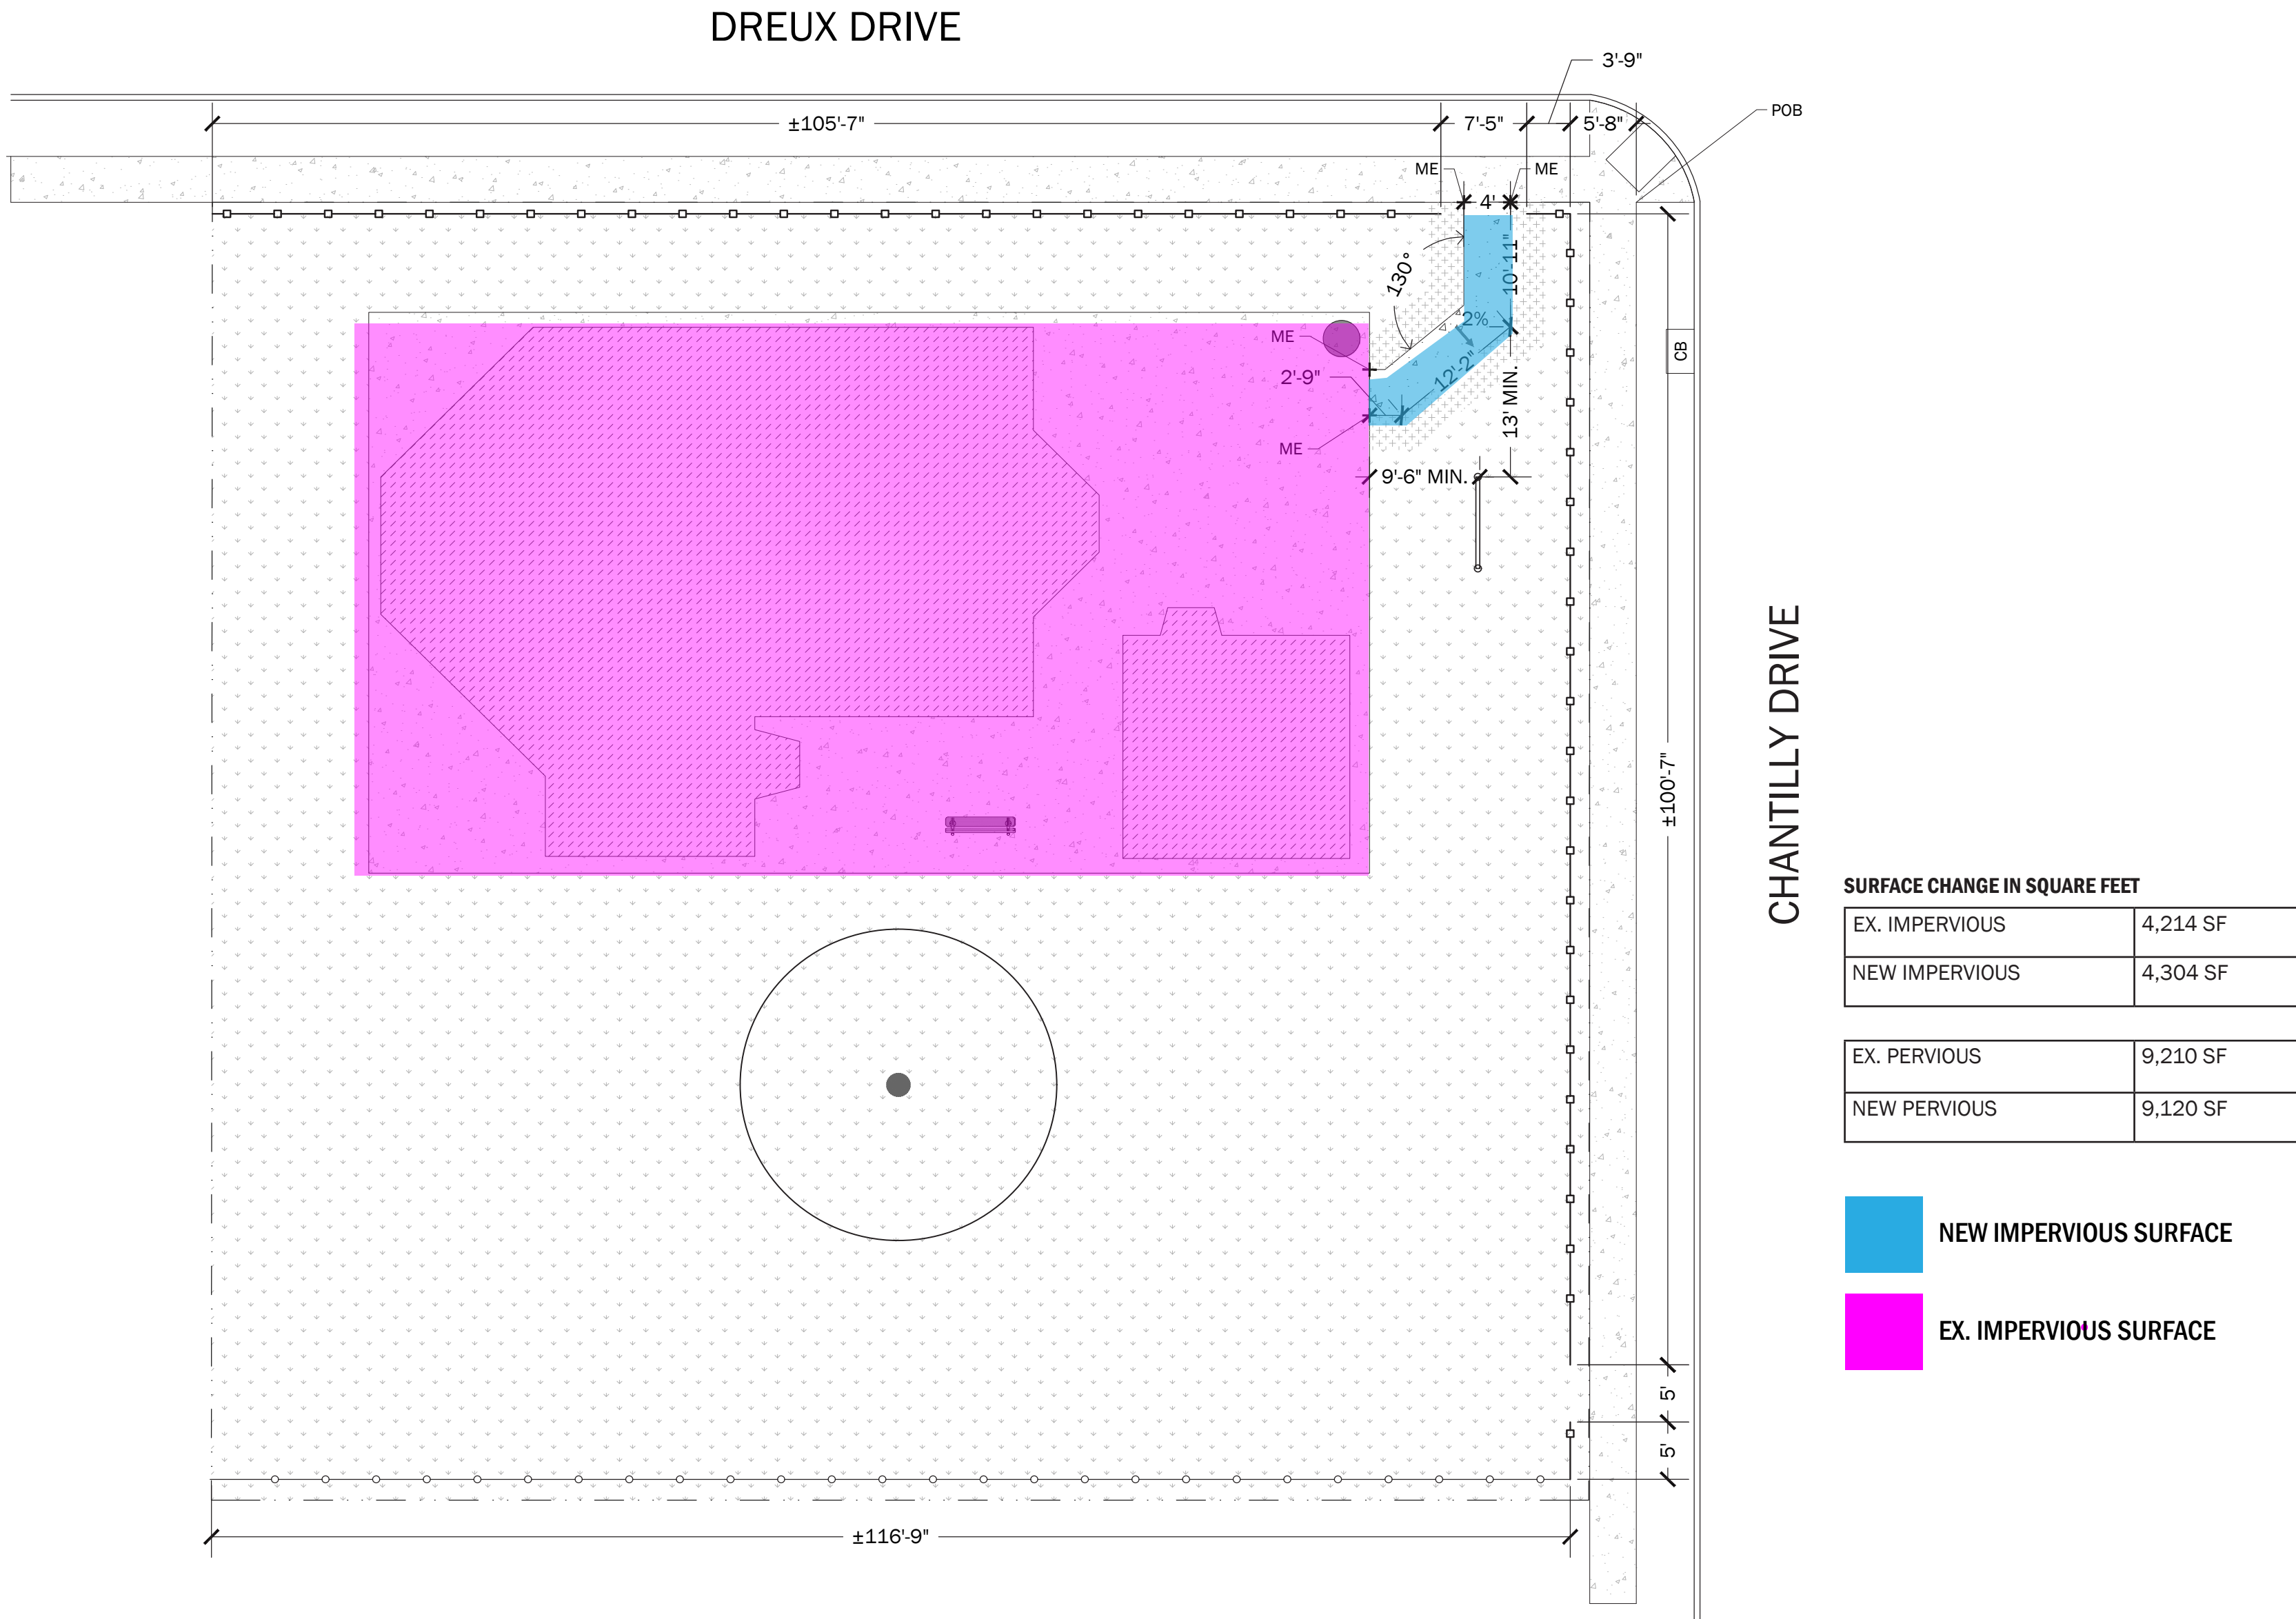 DREUX DRIVE
3'-9"
POB
±105'-7"
7'-5"
5'-8"
ME
ME
4'
10'-11"
130°
2%
ME
2'-9"
12'-2"
13' MIN.
ME
9'-6" MIN.
CB
CHANTILLY DRIVE
±100'-7"
SURFACE CHANGE IN SQUARE FEET
EX. IMPERVIOUS 4,214 SF
NEW IMPERVIOUS 4,304 SF
EX. PERVIOUS 9,210 SF
NEW PERVIOUS 9,120 SF
NEW IMPERVIOUS SURFACE
EX. IMPERVIOUS SURFACE
5'
5'
±116'-9"